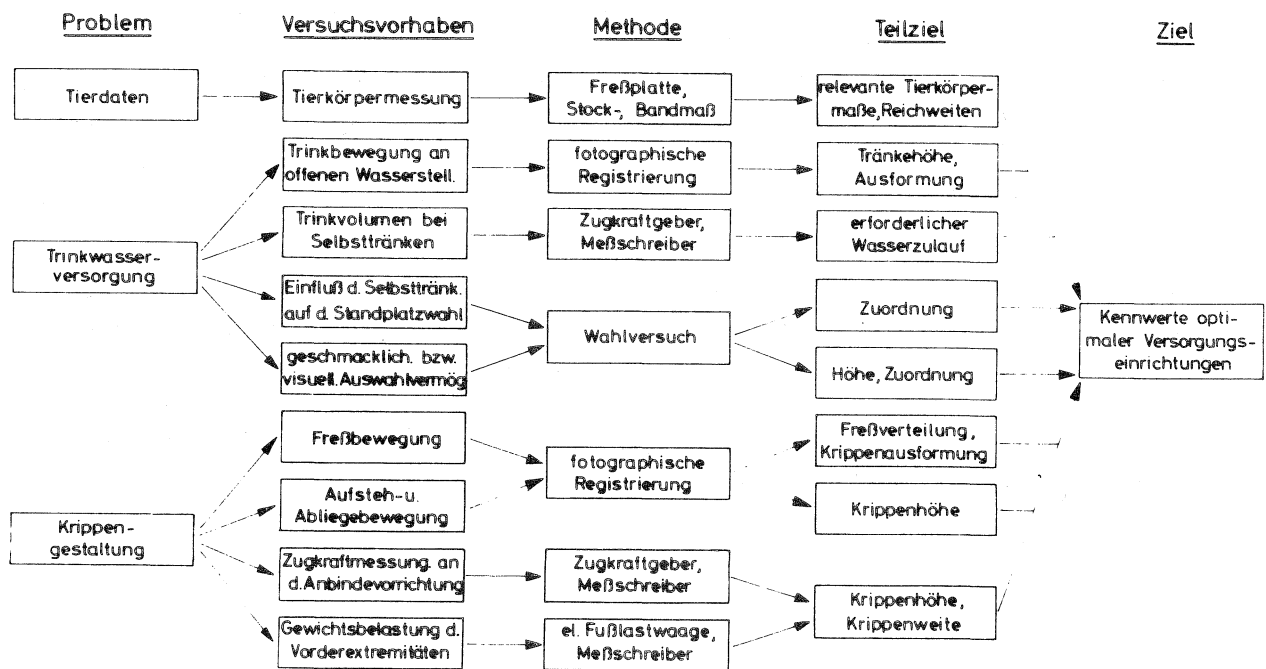 Problem
Versuchsvorhaben
Methode
Teilziel
Ziel
Tierdaten
Tierkörpermessung
Freßplatte,
Stock-, Bandmaß
relevante Tierkörper-
maße, Reichweiten
Trinkwasser-
versorgung
Trinkbewegung an
offenen Wasserstell.
fotographische
Registrierung
Tränkehöhe,
Ausformung
Trinkvolumen bei
Selbsttränken
Zugkraftgeber,
Meßschreiber
erforderlicher
Wasserzulauf
Einfluß d. Selbsttränk.
auf d. Standplatzwahl
geschmacklich. bzw.
visuell. Auswahlvermög
Wahlversuch
Zuordnung
Höhe, Zuordnung
Kennwerte opti-
maler Versorgungs-
einrichtungen
Krippen-
gestaltung
Freßbewegung
Aufsteh- u.
Abliegebewegung
fotographische
Registrierung
Freßverteilung,
Krippenausformung
Krippenhöhe
Zugkraftmessung. an
d. Anbindevorrichtung
Zugkraftgeber,
Meßschreiber
Gewichtsbelastung d.
Vorderextremitäten
el. Fußlastwaage,
Meßschreiber
Krippenhöhe,
Krippenweite